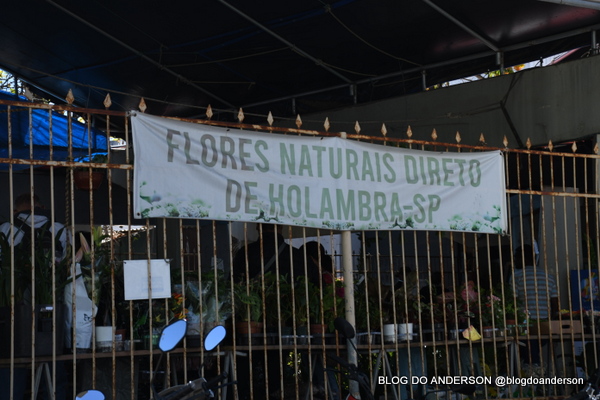 FLORES NATURAIS DIRETO
DE HOLAMBRA-SP
BLOG DO ANDERSON @blogdoanderson